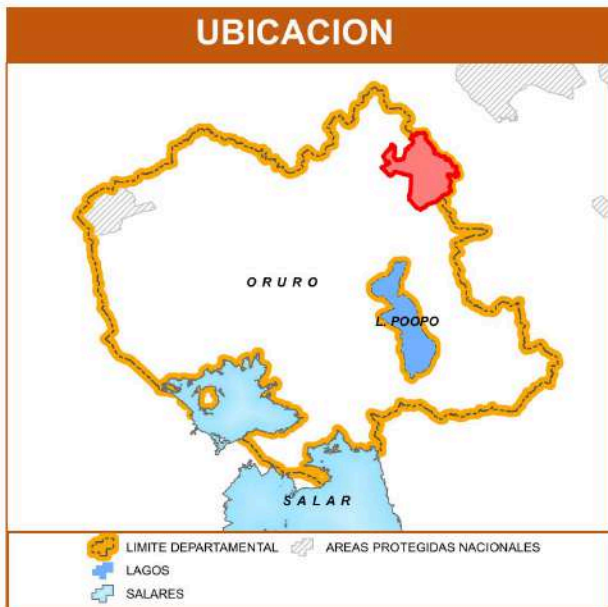 UBICACION
ORURO
L. POOPO
SALAR
LIMITE DEPARTAMENTAL
AREAS PROTEGIDAS NACIONALES
LAGOS
SALARES